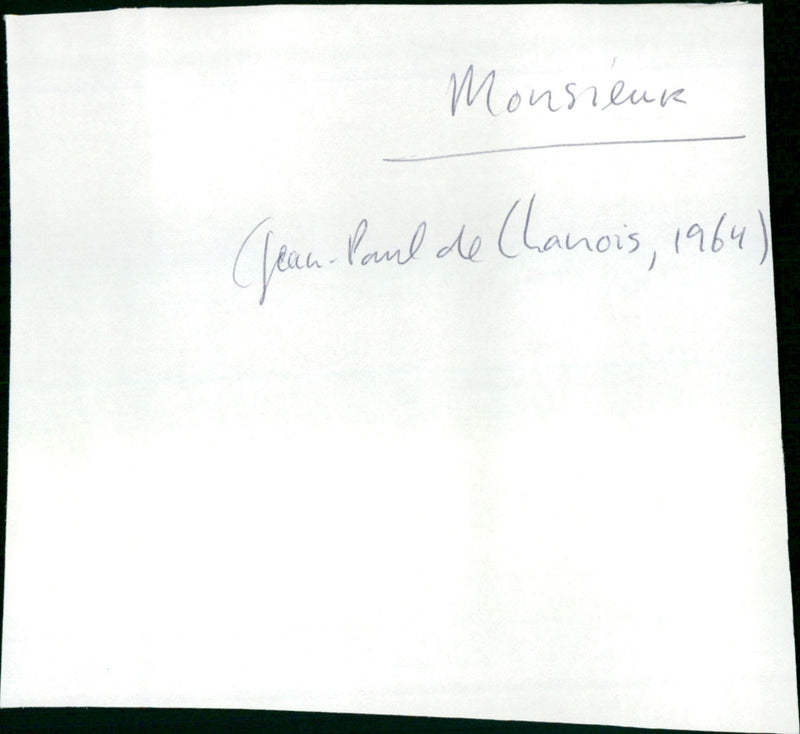 Monsieur
(Jean-Paul de Chanois, 1964)